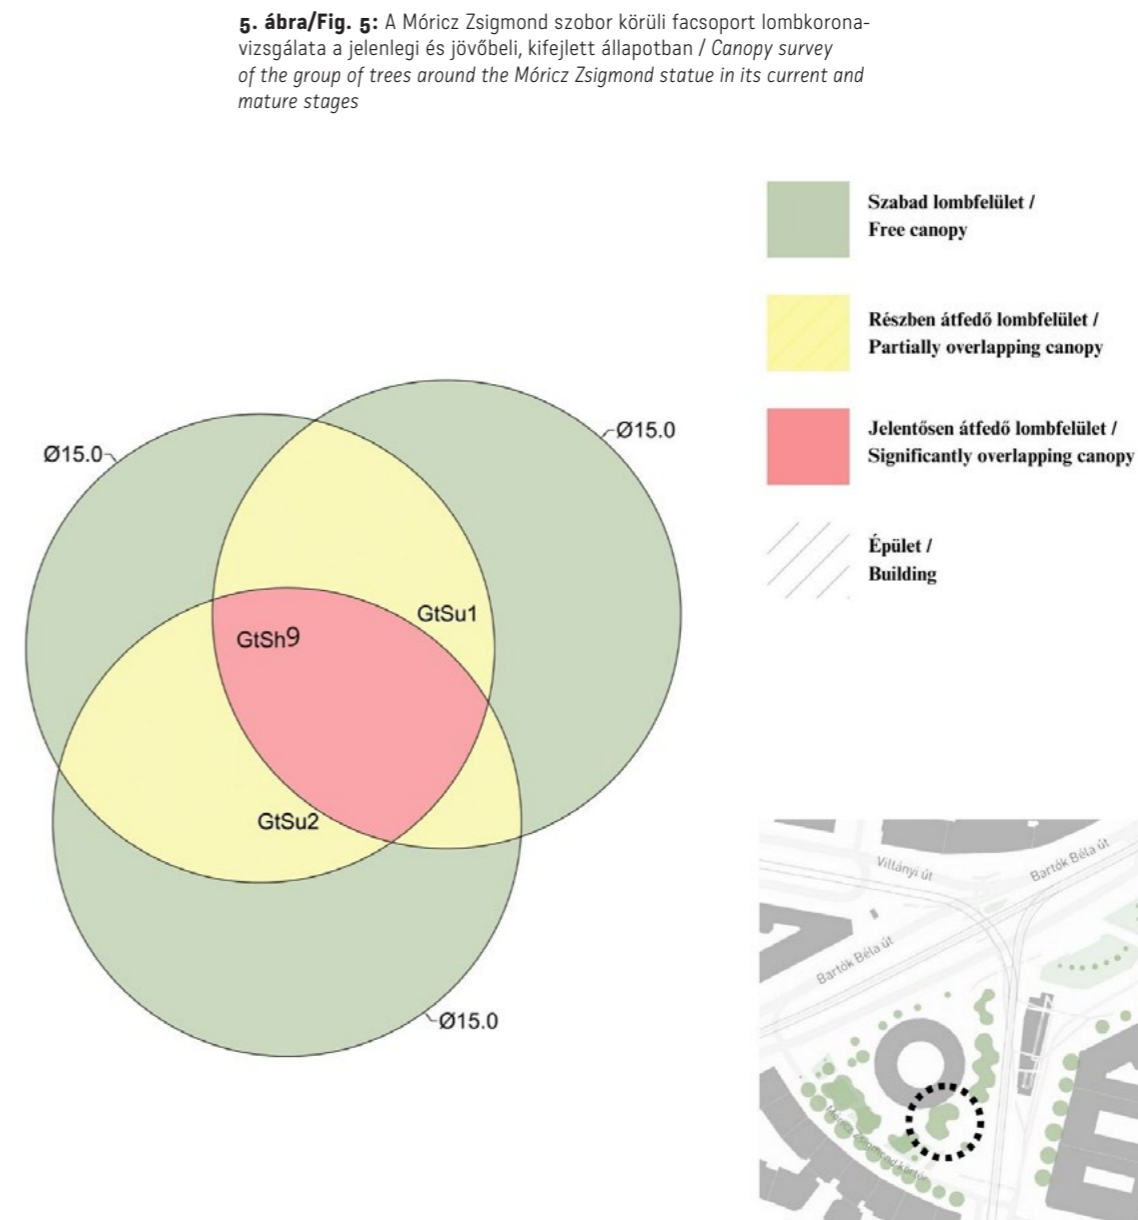 5. ábra/Fig. 5: A Móricz Zsigmond szobor körüli facsoport lombkorona-
vizsgálata a jelenlegi és jövőbeli, kifejlett állapotban / Canopy survey
of the group of trees around the Móricz Zsigmond statue in its current and
mature stages
Szabad lombfelület /
Free canopy
Részben átfedő lombfelület /
Partially overlapping canopy
Jelentősen átfedő lombfelület /
Significantly overlapping canopy
Épület /
Building
Ø15.0
Ø15.0
GtSu1
GtSh9
GtSu2
Ø15.0
Villányi út
Bartók Béla út
Bartók Béla út
Móricz Zsigmond körtér